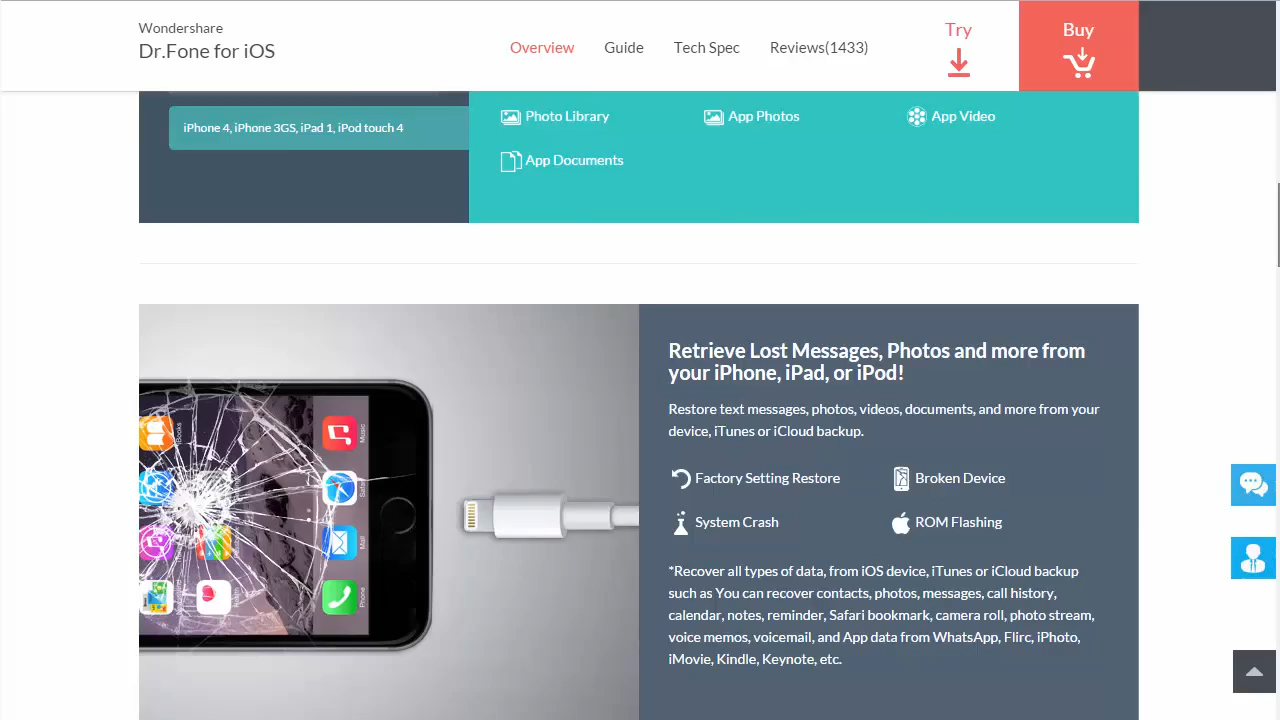 Wondershare
Dr.Fone for iOS
Overview
Guide
Tech Spec
Reviews(1433)
Try
Buy
iPhone 4, iPhone 3GS, iPad 1, iPod touch 4
Photo Library
App Photos
App Video
App Documents
Retrieve Lost Messages, Photos and more from
your iPhone, iPad, or iPod!
Restore text messages, photos, videos, documents, and more from your
device, iTunes or iCloud backup.
Factory Setting Restore
Broken Device
System Crash
ROM Flashing
*Recover all types of data, from iOS device, iTunes or iCloud backup
such as You can recover contacts, photos, messages, call history,
calendar, notes, reminder, Safari bookmark, camera roll, photo stream,
voice memos, voicemail, and App data from WhatsApp, Flirc, iPhoto,
iMovie, Kindle, Keynote, etc.
Music
Safari
Mail
Phone
iBooks